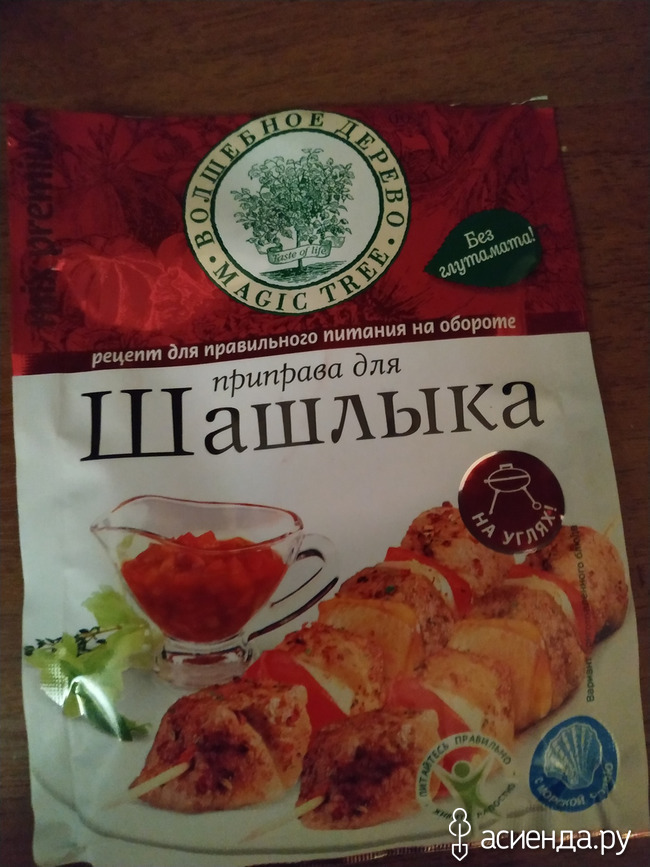 ВОЛШЕБНОЕ ДЕРЕВО
Taste of life
MAGIC TREE
Без
глутамата!
рецепт для правильного питания на обороте
приправа для
Шашлыка
НА УГЛЯХ!
ПИТАЙТЕСЬ ПРАВИЛЬНО
С МОРСКОЙ СОЛЬЮ
асиенда.ру